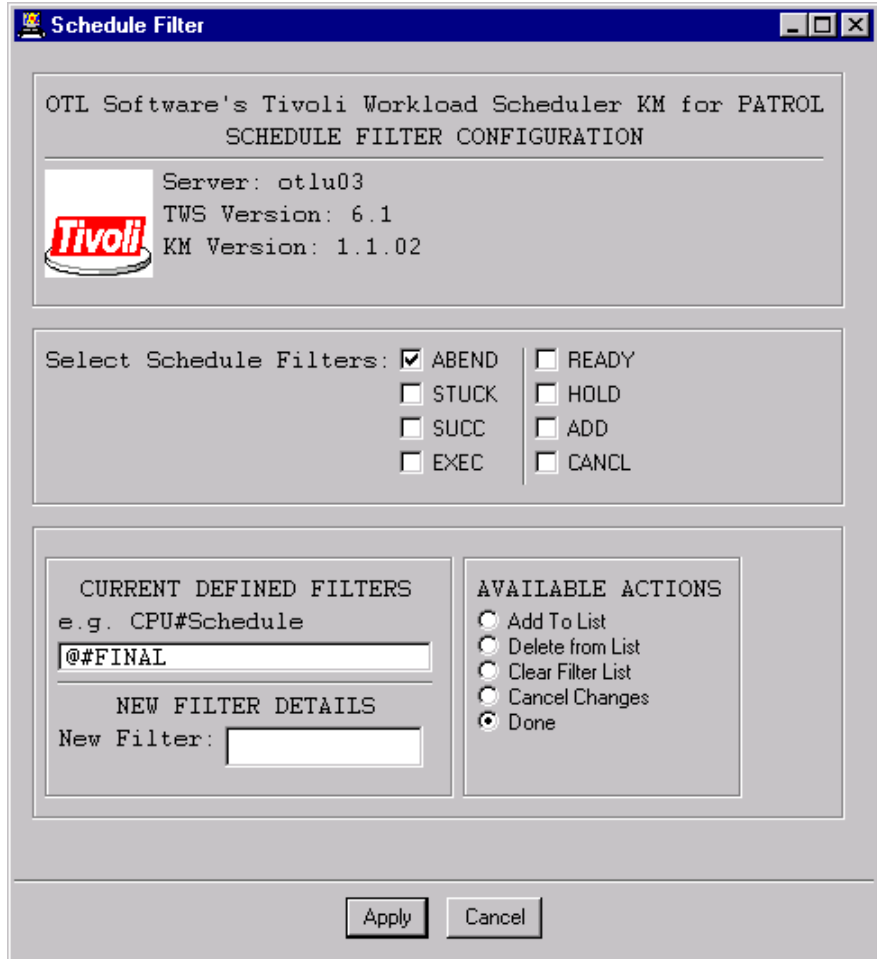 Schedule Filter
OTL Software's Tivoli Workload Scheduler KM for PATROL
SCHEDULE FILTER CONFIGURATION
Tivoli
Server: otlu03
TWS Version: 6.1
KM Version: 1.1.02
Select Schedule Filters: ABEND READY
STUCK HOLD
SUCC ADD
EXEC CANCL
CURRENT DEFINED FILTERS
e.g. CPU#Schedule
@#FINAL
NEW FILTER DETAILS
New Filter:
AVAILABLE ACTIONS
Add To List
Delete from List
Clear Filter List
Cancel Changes
Done
Apply Cancel